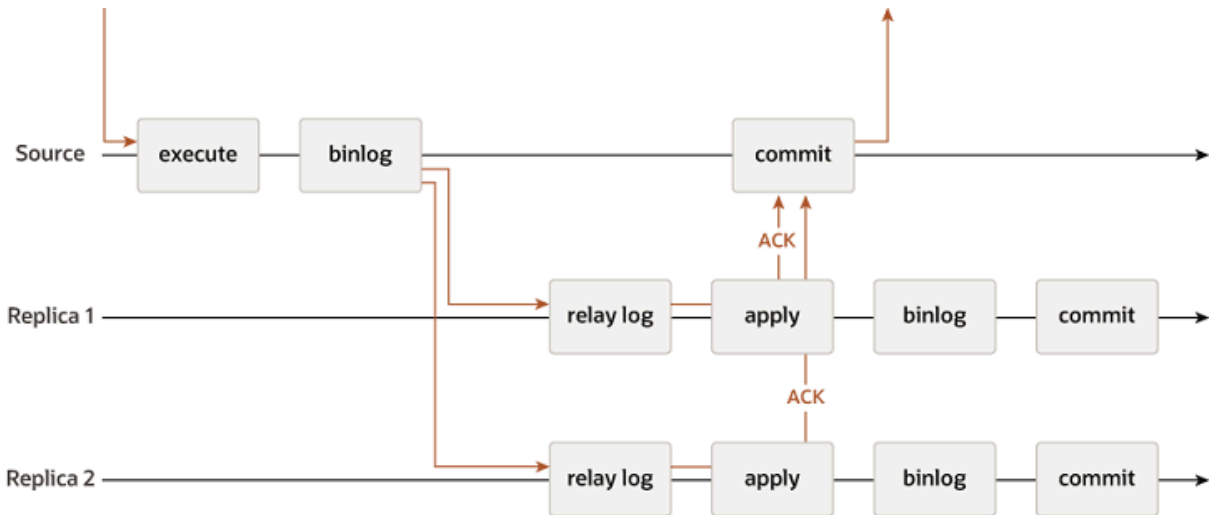 Source
execute
binlog
commit
ACK
Replica 1
relay log
apply
binlog
commit
ACK
Replica 2
relay log
apply
binlog
commit